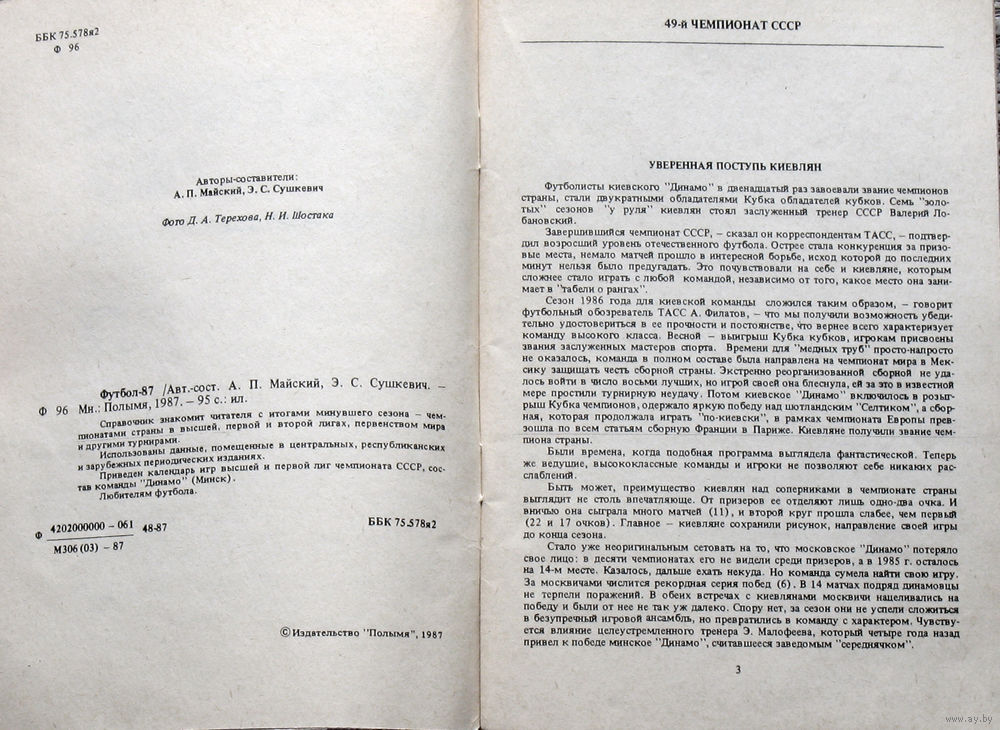 ББК 75.578я2
Ф 96
Авторы-составители:
А. П. Майский, Э. С. Сушкевич
Фото Д. А. Терехова, Н. И. Шостака
Футбол-87 /Авт.-сост. А. П. Майский, Э. С. Сушкевич. –
Ф 96 Мн.: Полымя, 1987. – 95 с.: ил.
Справочник знакомит читателя с итогами минувшего сезона – чем-
пионатами страны в высшей, первой и второй лигах, первенством мира
и другими турнирами.
Использованы данные, помещенные в центральных, республиканских
и зарубежных периодических изданиях.
Приведен календарь игр высшей и первой лиг чемпионата СССР, сос-
тав команды "Динамо" (Минск).
Любителям футбола.
Ф 4202000000 – 061 48-87
М306 (03) – 87
ББК 75.578я2
© Издательство "Полымя", 1987
49-й ЧЕМПИОНАТ СССР
УВЕРЕННАЯ ПОСТУПЬ КИЕВЛЯН
Футболисты киевского "Динамо" в двенадцатый раз завоевали звание чемпионов
страны, стали двукратными обладателями Кубка обладателей кубков. Семь "золо-
тых" сезонов "у руля" киевлян стоял заслуженный тренер СССР Валерий Ло-
бановский.
Завершившийся чемпионат СССР, – сказал он корреспондентам ТАСС, – подтвер-
дил возросший уровень отечественного футбола. Острее стала конкуренция за призо-
вые места, немало матчей прошло в интересной борьбе, исход которой до последних
минут нельзя было предугадать. Это почувствовали на себе и киевляне, которым
сложнее стало играть с любой командой, независимо от того, какое место она зани-
мает в "табели о рангах".
Сезон 1986 года для киевской команды сложился таким образом, – говорит
футбольный обозреватель ТАСС А. Филатов, – что мы получили возможность убеди-
тельно удостовериться в ее прочности и постоянстве, что вернее всего характеризует
команду высокого класса. Весной – выигрыш Кубка кубков, игрокам присвоены
звания заслуженных мастеров спорта. Времени для "медных труб" просто-напросто
не оказалось, команда в полном составе была направлена на чемпионат мира в Мек-
сику защищать честь сборной страны. Экстренно реорганизованной сборной не уда-
лось войти в число восьми лучших, но игрой своей она блеснула, ей за это в известной
мере простили турнирную неудачу. Потом киевское "Динамо" включилось в розыг-
рыш Кубка чемпионов, одержало яркую победу над шотландским "Селтиком", а сбор-
ная, которая продолжала играть "по-киевски", в рамках чемпионата Европы прев-
зошла по всем статьям сборную Франции в Париже. Киевляне получили звание чем-
пиона страны.
Были времена, когда подобная программа выглядела фантастической. Теперь
же ведущие, высококлассные команды и игроки не позволяют себе никаких рас-
слаблений.
Быть может, преимущество киевлян над соперниками в чемпионате страны
выглядит не столь впечатляюще. От призеров ее отделяют лишь одно-два очка. И
вничью она сыграла много матчей (11), и второй круг прошла слабее, чем первый
(22 и 17 очков). Главное – киевляне сохранили рисунок, направление своей игры
до конца сезона.
Стало уже неоригинальным сетовать на то, что московское "Динамо" потеряло
свое лицо: в десяти чемпионатах его не видели среди призеров, а в 1985 г. осталось
на 14-м месте. Казалось, дальше ехать некуда. Но команда сумела найти свою игру.
За москвичами числится рекордная серия побед (6). В 14 матчах подряд динамовцы
не терпели поражений. В обеих встречах с киевлянами москвичи нацеливались на
победу и были от нее не так уж далеко. Спору нет, за сезон они не успели сложиться
в безупречный игровой ансамбль, но превратились в команду с характером. Чувству-
ется влияние целеустремленного тренера Э. Малофеева, который четыре года назад
привел к победе минское "Динамо", считавшееся заведомым "середнячком".
3
www.ay.by